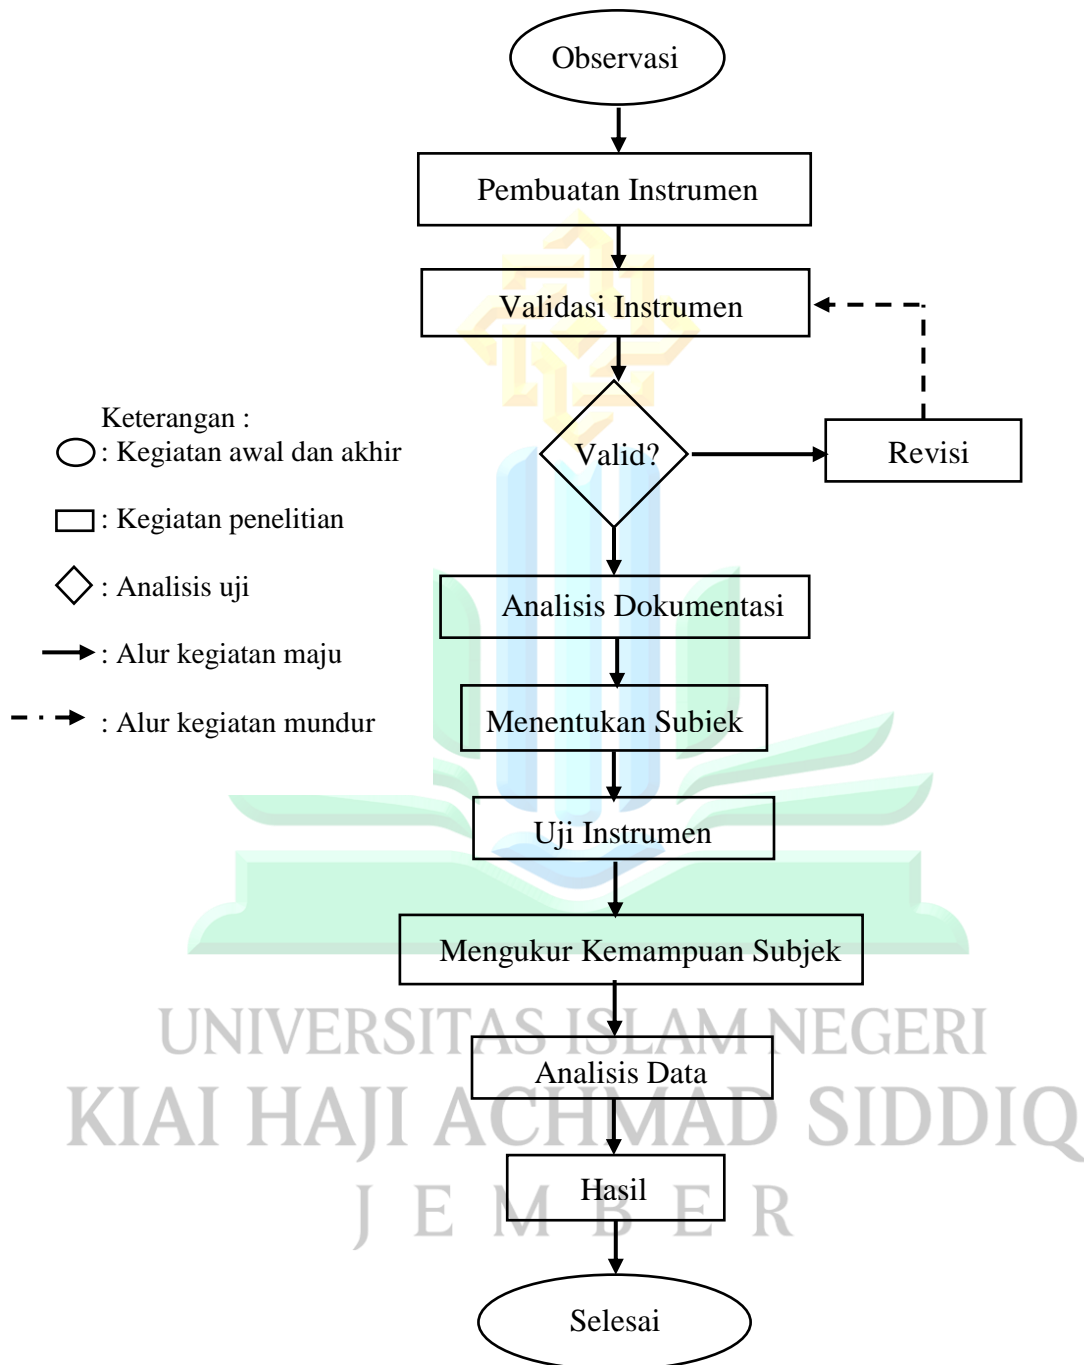 Observasi
Pembuatan Instrumen
Validasi Instrumen
Valid?
Revisi
Keterangan :
: Kegiatan awal dan akhir
: Kegiatan penelitian
: Analisis uji
: Alur kegiatan maju
: Alur kegiatan mundur
Analisis Dokumentasi
Menentukan Subiek
Uji Instrumen
Mengukur Kemampuan Subjek
Analisis Data
Hasil
Selesai
UNIVERSITAS ISLAM NEGERI
KIAI HAJI ACHMAD SIDDIQ
JEMBER